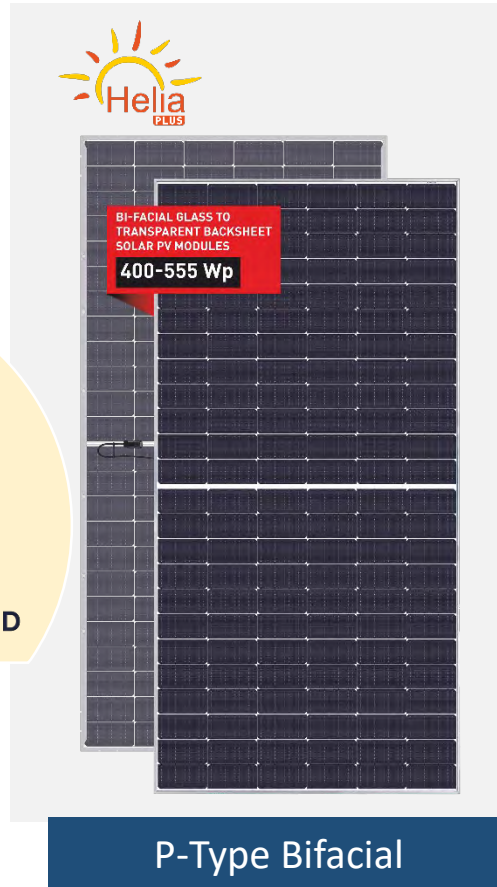 Helia
PLUS
BI-FACIAL GLASS TO
TRANSPARENT BACKSHEET
SOLAR PV MODULES
400-555 Wp
D
P-Type Bifacial